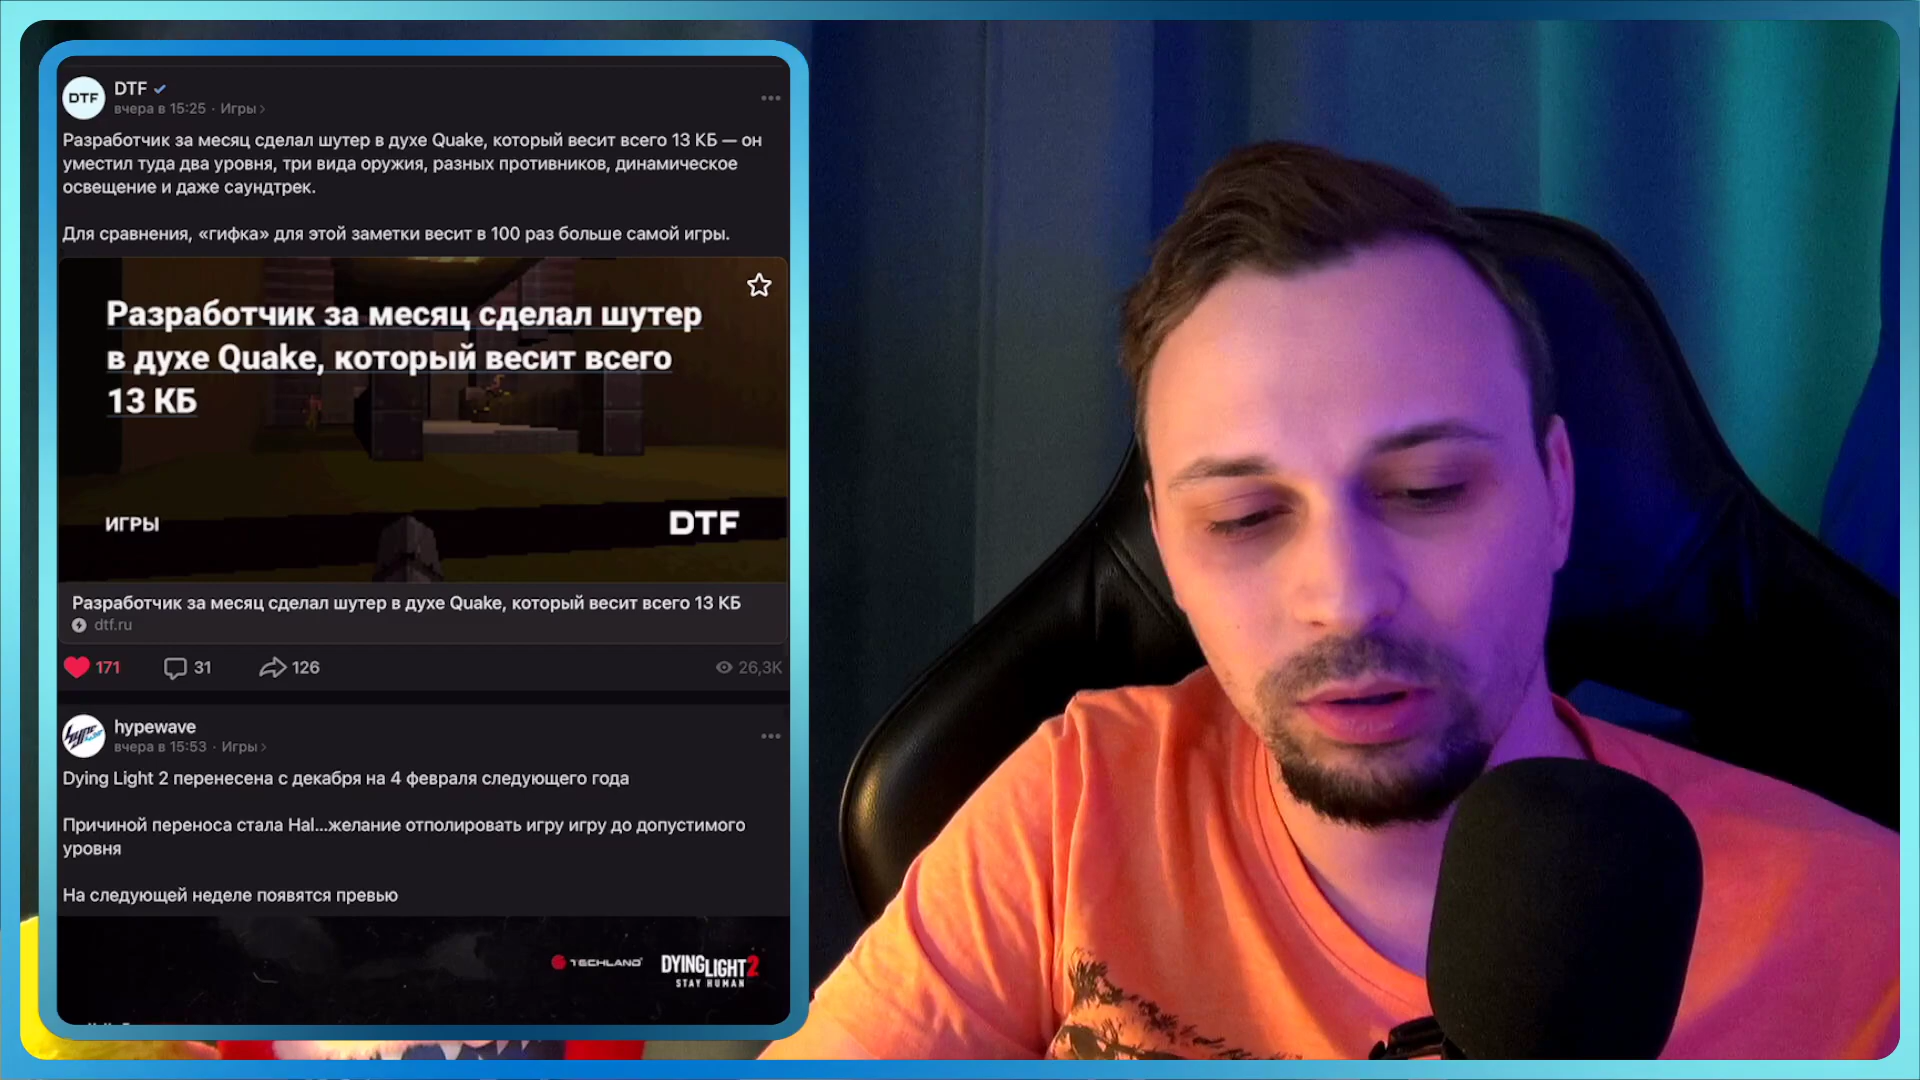 DTF
DTF
вчера в 15:25 · Игры
Разработчик за месяц сделал шутер в духе Quake, который весит всего 13 КБ — он
уместил туда два уровня, три вида оружия, разных противников, динамическое
освещение и даже саундтрек.
Для сравнения, «гифка» для этой заметки весит в 100 раз больше самой игры.
Разработчик за месяц сделал шутер
в духе Quake, который весит всего
13 КБ
ИГРЫ
DTF
Разработчик за месяц сделал шутер в духе Quake, который весит всего 13 КБ
dtf.ru
171 31 126 26,3K
hypewave
вчера в 15:53 · Игры
Dying Light 2 перенесена с декабря на 4 февраля следующего года
Причиной переноса стала Hal...желание отполировать игру игру до допустимого
уровня
На следующей неделе появятся превью
TECHLAND
DYING LIGHT 2
STAY HUMAN